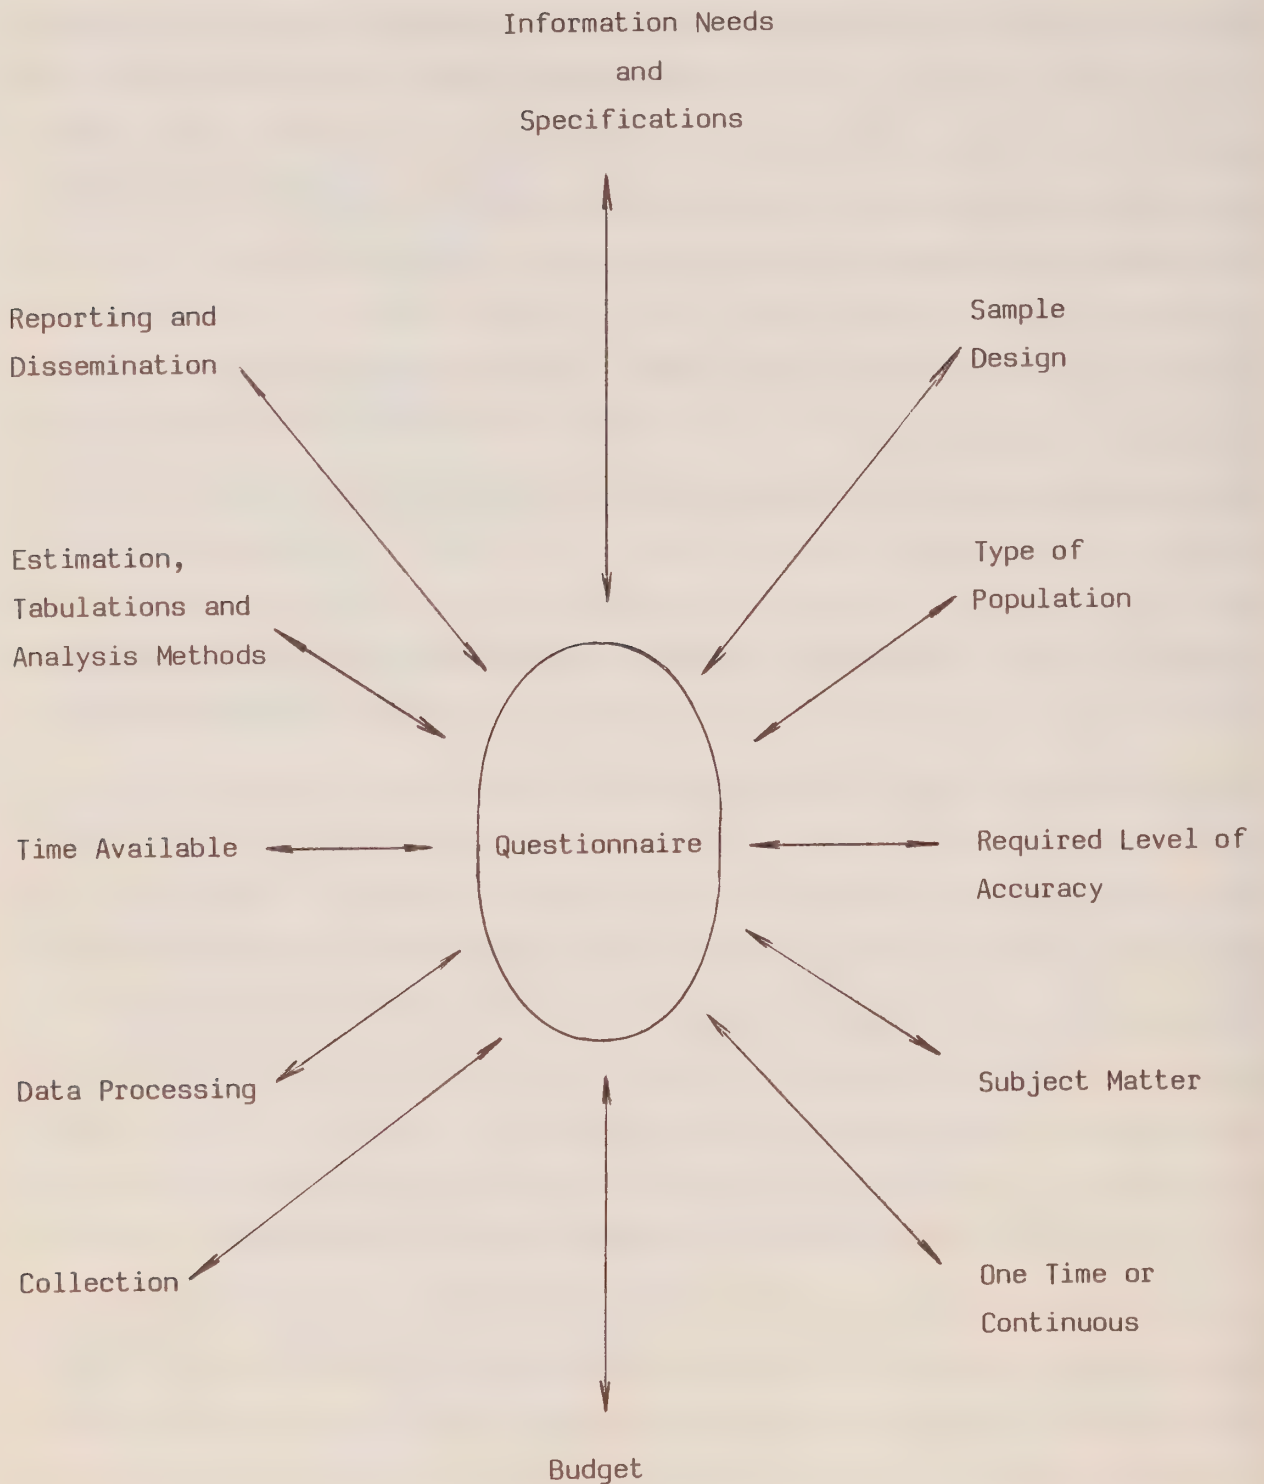 Information Needs
and
Specifications
Reporting and
Dissemination
Sample
Design
Estimation,
Tabulations and
Analysis Methods
Type of
Population
Time Available
Questionnaire
Required Level of
Accuracy
Data Processing
Subject Matter
Collection
One Time or
Continuous
Budget